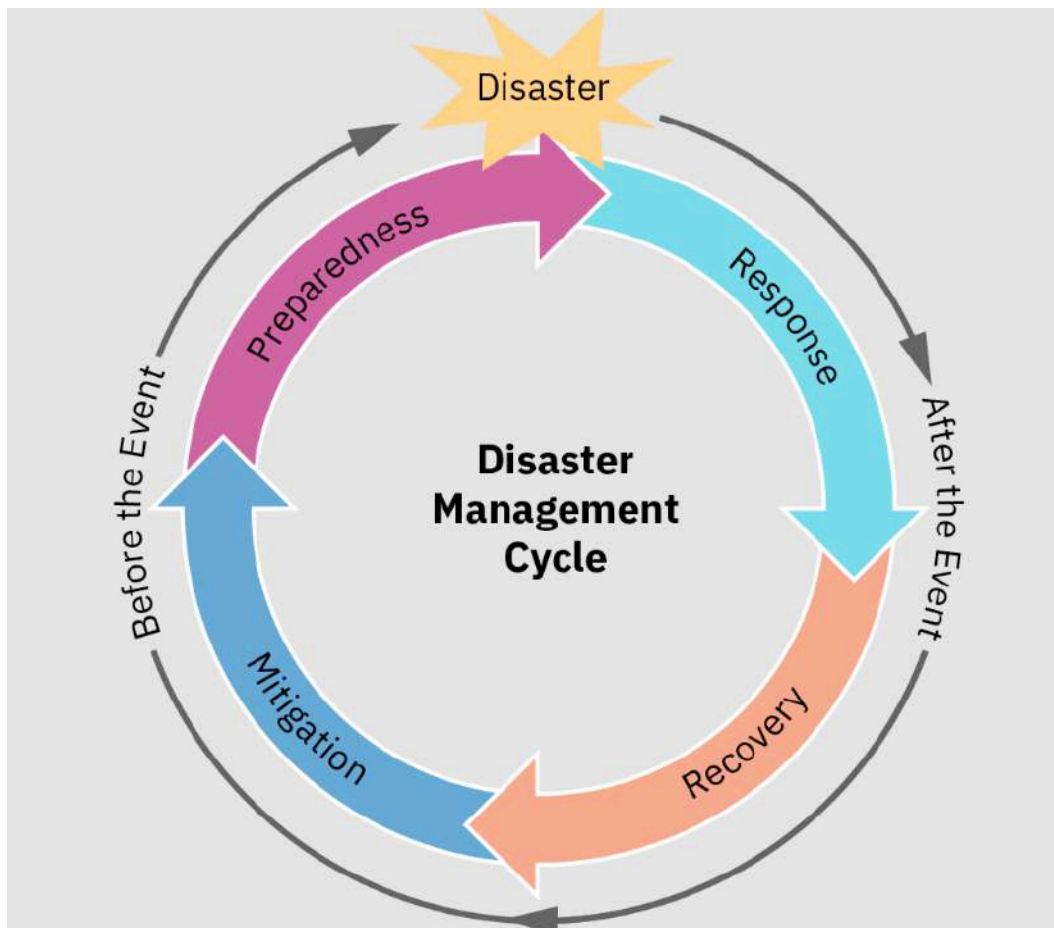 Disaster
Preparedness
Response
Before the Event
After the Event
Disaster
Management
Cycle
Mitigation
Recovery